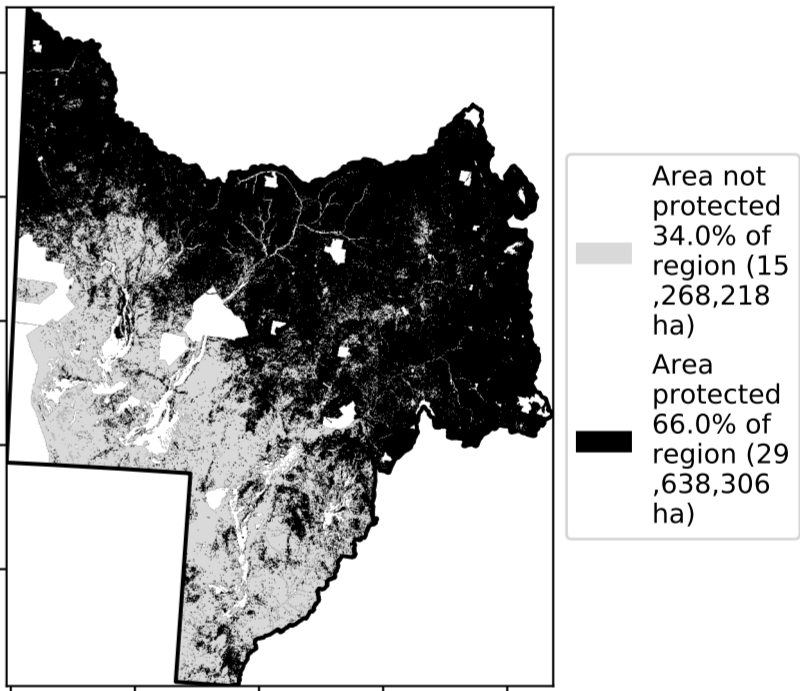 Area not
protected
34.0% of
region (15
,268,218
ha)
Area
protected
66.0% of
region (29
,638,306
ha)